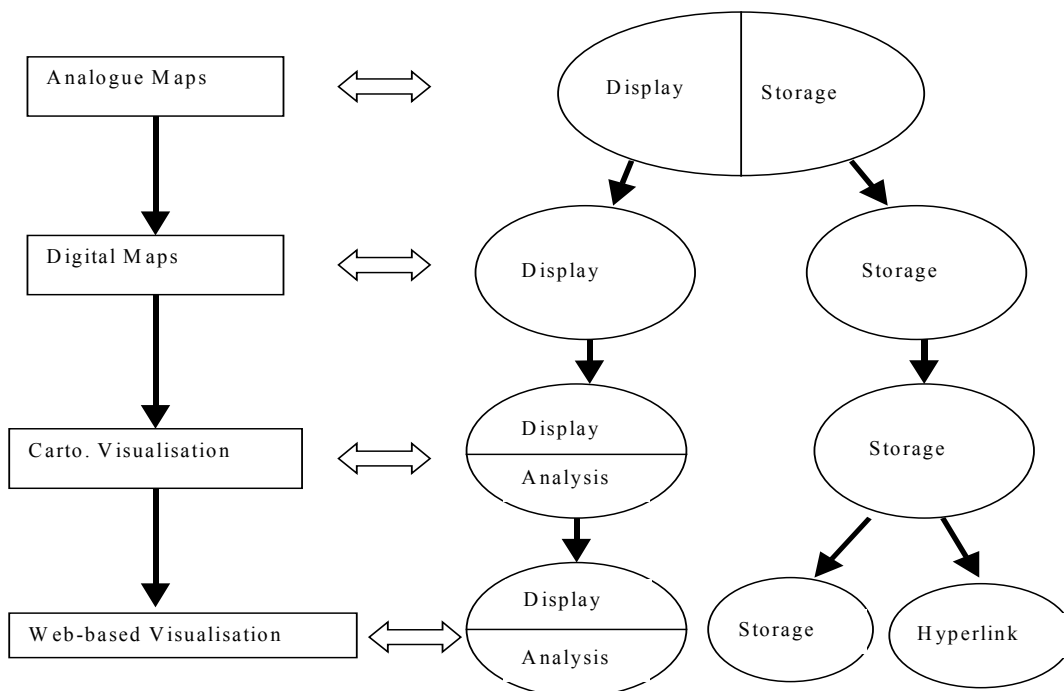 Analogue Maps
Display
Storage
Digital Maps
Display
Storage
Carto. Visualisation
Display
Analysis
Storage
Web-based Visualisation
Display
Analysis
Storage
Hyperlink